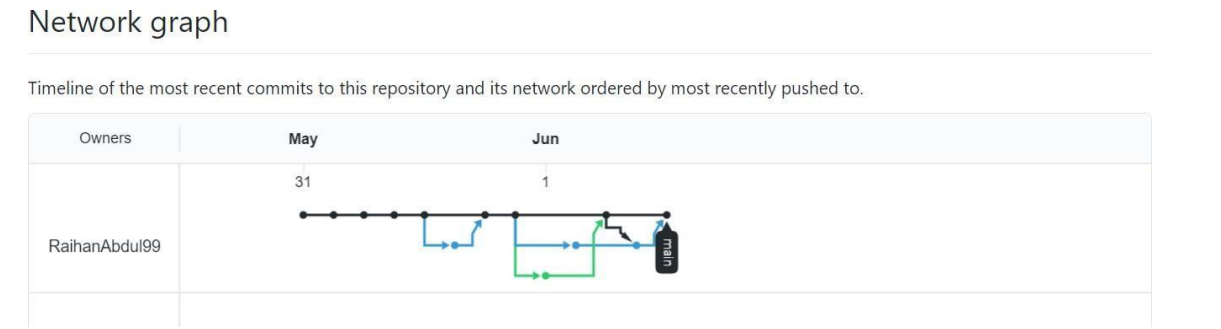 Network graph
Timeline of the most recent commits to this repository and its network ordered by most recently pushed to.
Owners May Jun
31 1
RaihanAbdul99
main